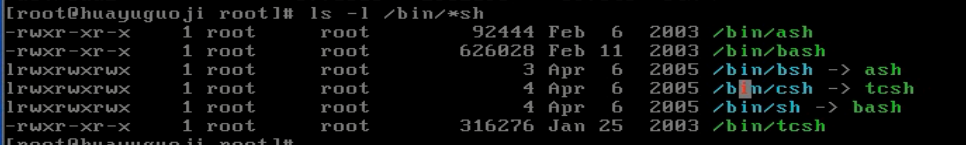 [root@huayuguoji root]# ls -l /bin/*sh
-rwxr-xr-x 1 root root 92444 Feb 6 2003 /bin/ash
-rwxr-xr-x 1 root root 626028 Feb 11 2003 /bin/bash
lrwxrwxrwx 1 root root 3 Apr 6 2005 /bin/bsh -> ash
lrwxrwxrwx 1 root root 4 Apr 6 2005 /bin/csh -> tcsh
lrwxrwxrwx 1 root root 4 Apr 6 2005 /bin/sh -> bash
-rwxr-xr-x 1 root root 316276 Jan 25 2003 /bin/tcsh
[root@huayuguoji root]#